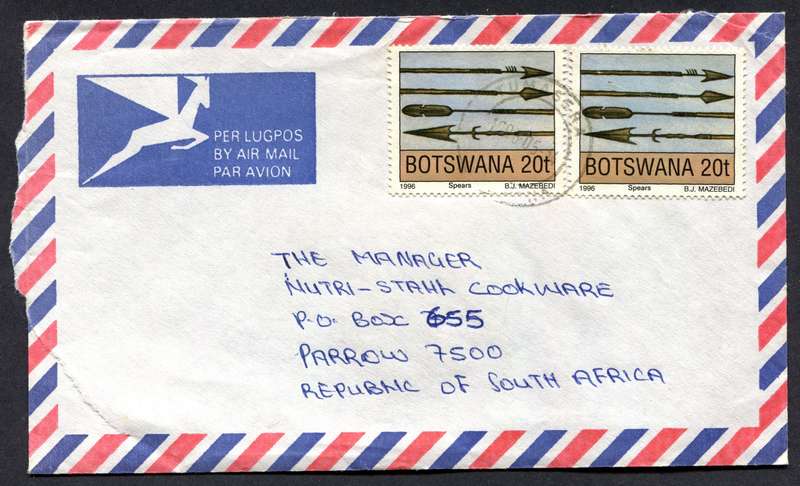 PER LUGPOS
BY AIR MAIL
PAR AVION
BOTSWANA 20t
1996 Spears B.J. MAZEBEDI
BOTSWANA 20t
1996 Spears B.J. MAZEBEDI
THE MANAGER
NUTRI-STAHL COOKWARE
P.O. BOX 655
PARROW 7500
REPUBLIC OF SOUTH AFRICA